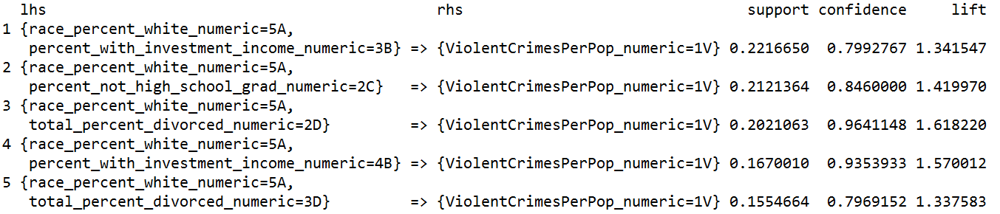 lhs rhs support confidence lift
1 {race_percent_white_numeric=5A,
percent_with_investment_income_numeric=3B} => {ViolentCrimesPerPop_numeric=1V} 0.2216650 0.7992767 1.341547
2 {race_percent_white_numeric=5A,
percent_not_high_school_grad_numeric=2C} => {ViolentCrimesPerPop_numeric=1V} 0.2121364 0.8460000 1.419970
3 {race_percent_white_numeric=5A,
total_percent_divorced_numeric=2D} => {ViolentCrimesPerPop_numeric=1V} 0.2021063 0.9641148 1.618220
4 {race_percent_white_numeric=5A,
percent_with_investment_income_numeric=4B} => {ViolentCrimesPerPop_numeric=1V} 0.1670010 0.9353933 1.570012
5 {race_percent_white_numeric=5A,
total_percent_divorced_numeric=3D} => {ViolentCrimesPerPop_numeric=1V} 0.1554664 0.7969152 1.337583